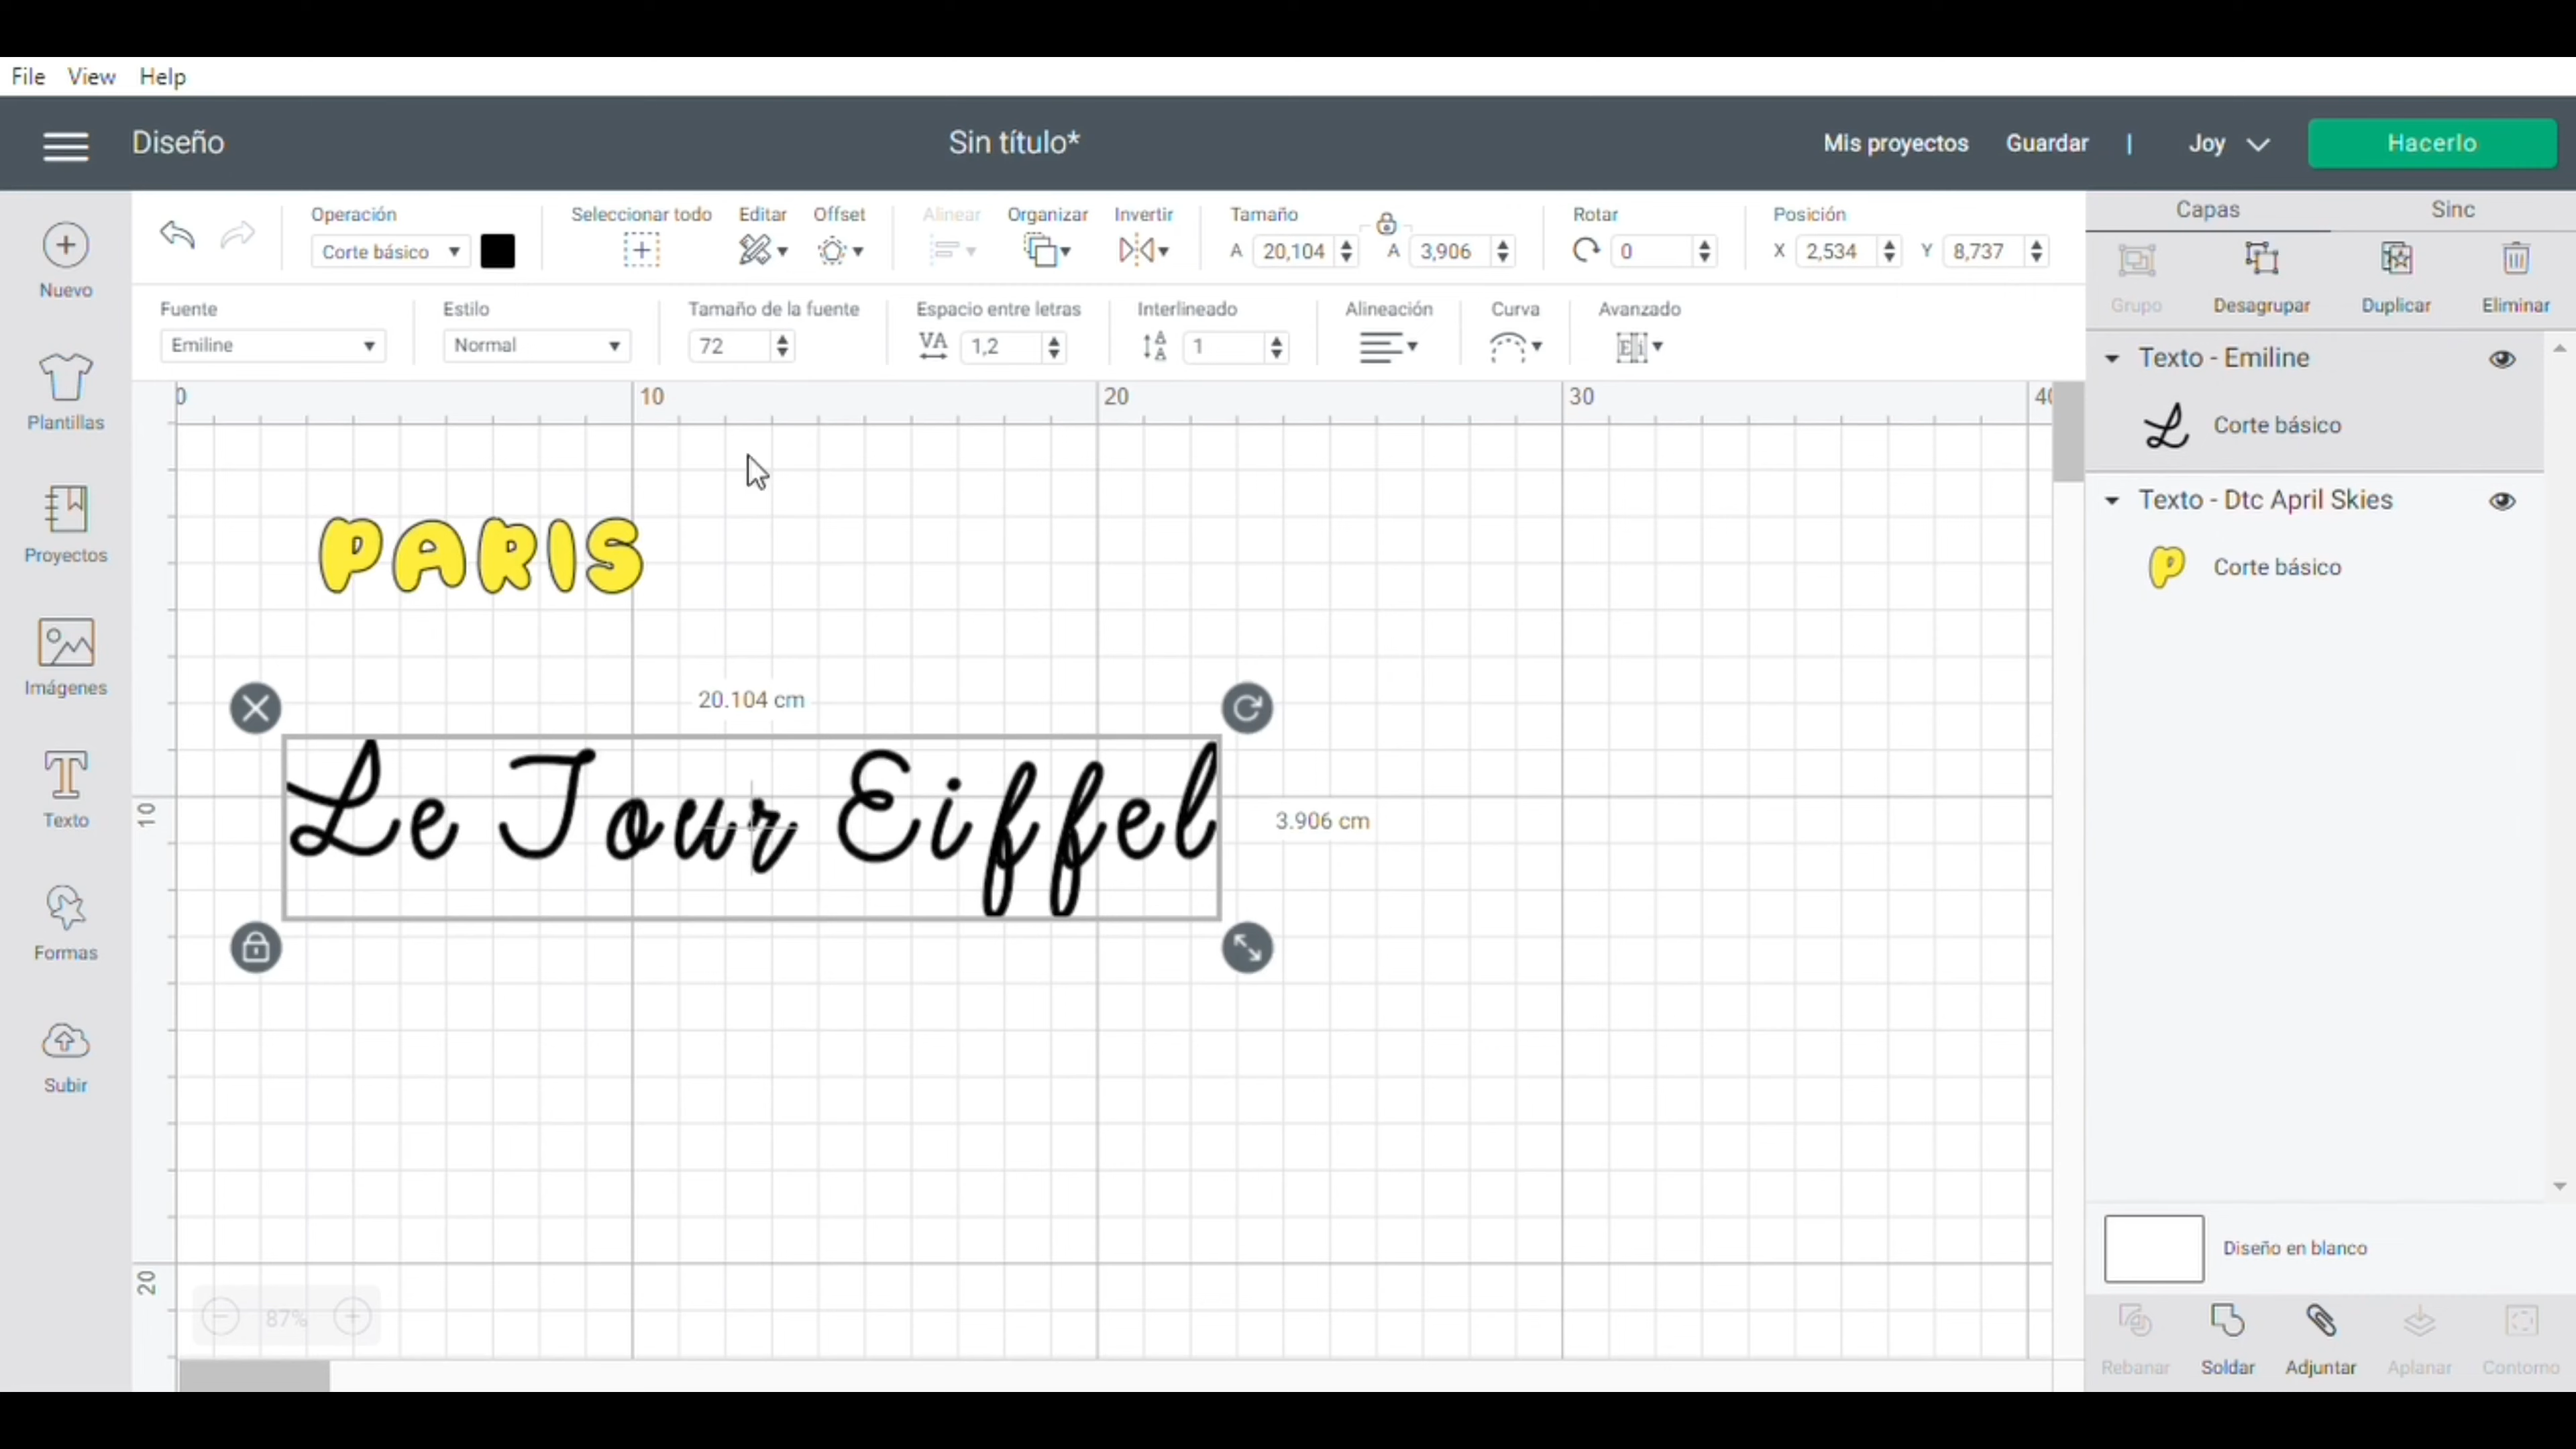 File View Help
Diseño Sin título* Mis proyectos Guardar | Joy Hacerlo
Nuevo
Plantillas
Proyectos
Imágenes
Texto
Formas
Subir
Operación Seleccionar todo Editar Offset Alinear Organizar Invertir Tamaño Rotar Posición
Corte básico A 20,104 A 3,906 0 X 2,534 Y 8,737
Fuente Estilo Tamaño de la fuente Espacio entre letras Interlineado Alineación Curva Avanzado
Emiline Normal 72 VA 1,2 1
0 10 20 30 40
PARIS
20.104 cm
Le Tour Eiffel
3.906 cm
10
20
87%
Capas Sinc
Grupo Desagrupar Duplicar Eliminar
Texto - Emiline
L Corte básico
Texto - Dtc April Skies
P Corte básico
Diseño en blanco
Rebanar Soldar Adjuntar Aplanar Contorno